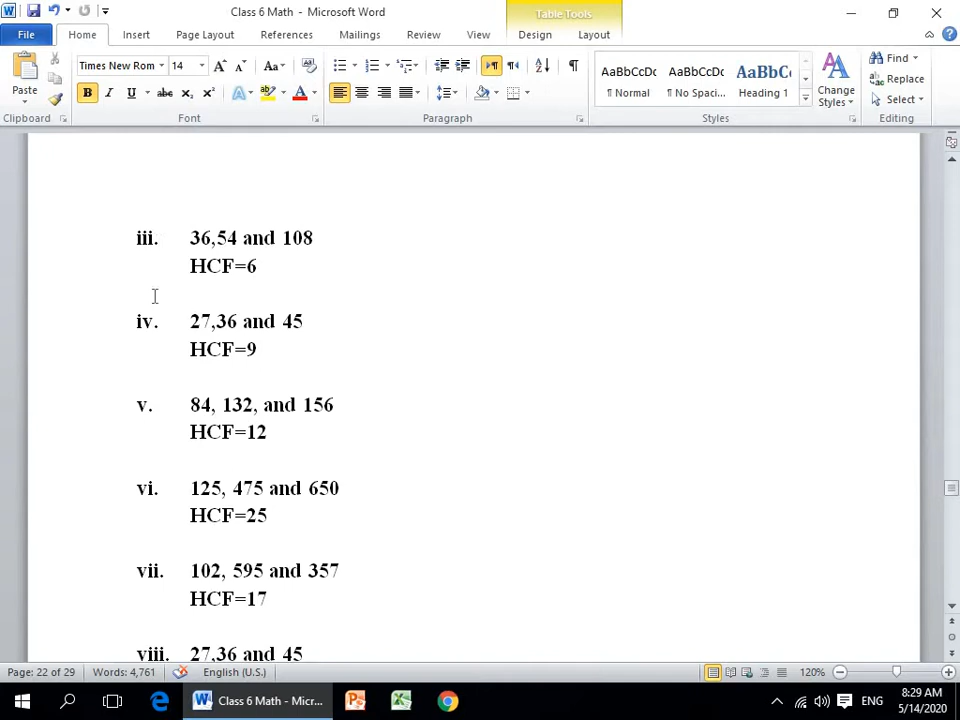 Class 6 Math - Microsoft Word
Table Tools
File
Home
Insert
Page Layout
References
Mailings
Review
View
Design
Layout
Paste
Clipboard
Times New Rom
14
Font
Paragraph
AaBbCcDc
¶ Normal
AaBbCcDc
¶ No Spaci...
AaBbC(
Heading 1
Change
Styles
Styles
Find
Replace
Select
Editing
iii. 36,54 and 108
HCF=6
iv. 27,36 and 45
HCF=9
v. 84, 132, and 156
HCF=12
vi. 125, 475 and 650
HCF=25
vii. 102, 595 and 357
HCF=17
viii. 27,36 and 45
Page: 22 of 29
Words: 4,761
English (U.S.)
120%
Class 6 Math - Micr...
ENG
8:29 AM
5/14/2020